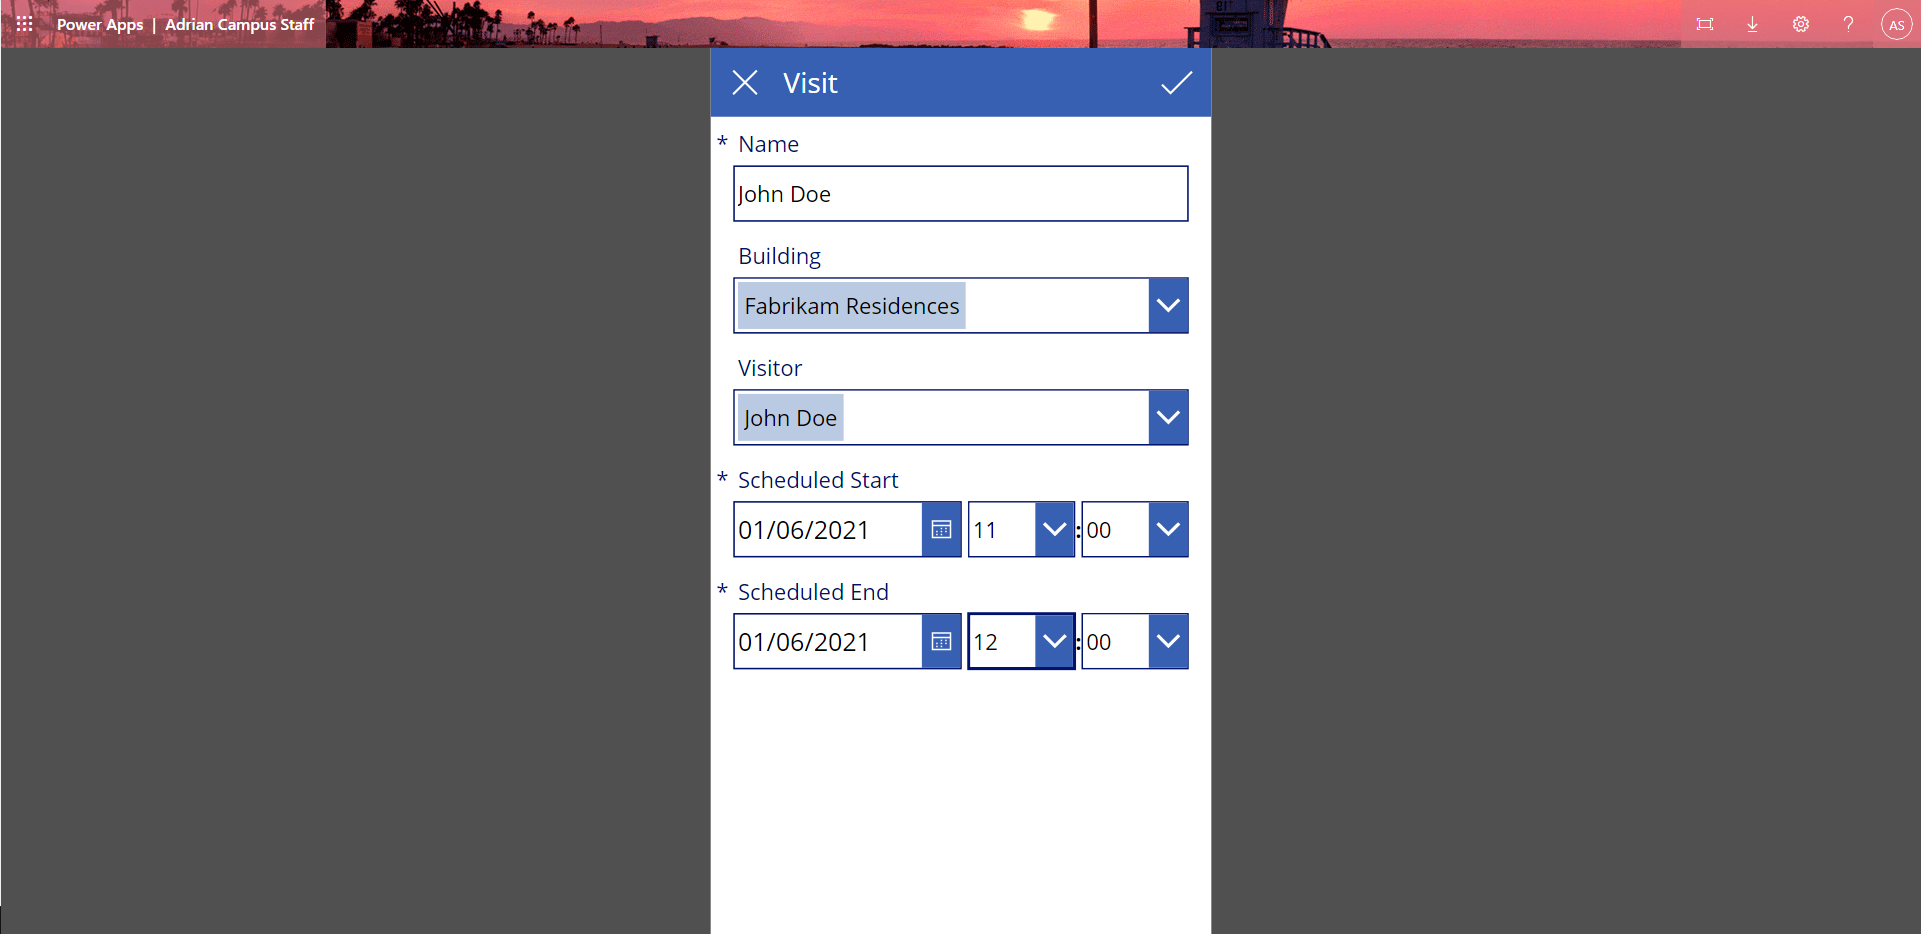 Power Apps | Adrian Campus Staff
? AS
Visit
* Name
John Doe
Building
Fabrikam Residences
Visitor
John Doe
* Scheduled Start
01/06/2021 11 : 00
* Scheduled End
01/06/2021 12 : 00